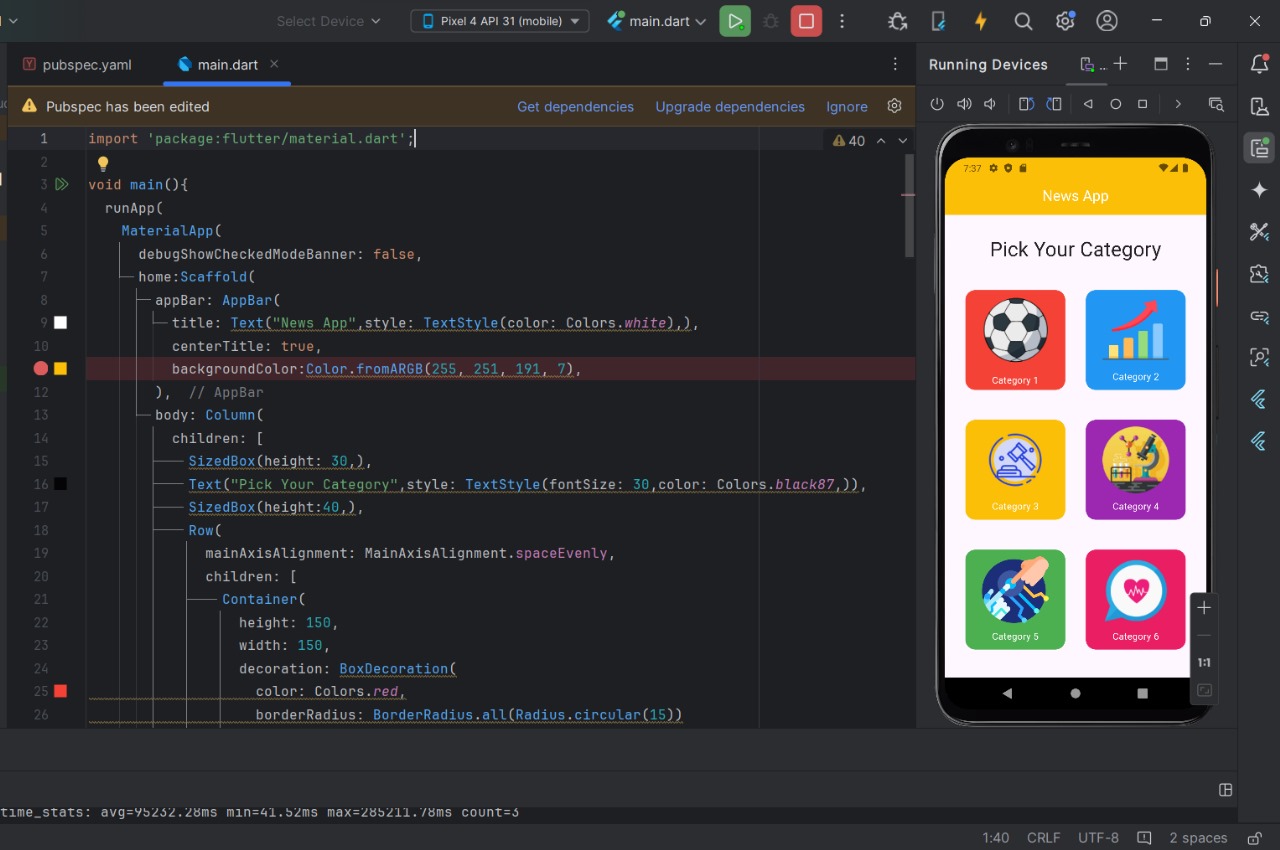 Select Device
Pixel 4 API 31 (mobile)
main.dart
pubspec.yaml
main.dart
Running Devices
...
Pubspec has been edited
Get dependencies
Upgrade dependencies
Ignore
40
1 import 'package:flutter/material.dart';
2
3 void main(){
4 runApp(
5 MaterialApp(
6 debugShowCheckedModeBanner: false,
7 home:Scaffold(
8 appBar: AppBar(
9 title: Text("News App",style: TextStyle(color: Colors.white),),
10 centerTitle: true,
backgroundColor:Color.fromARGB(255, 251, 191, 7),
12 ), // AppBar
13 body: Column(
14 children: [
15 SizedBox(height: 30,),
16 Text("Pick Your Category",style: TextStyle(fontSize: 30,color: Colors.black87,)),
17 SizedBox(height:40,),
18 Row(
19 mainAxisAlignment: MainAxisAlignment.spaceEvenly,
20 children: [
21 Container(
22 height: 150,
23 width: 150,
24 decoration: BoxDecoration(
25 color: Colors.red,
26 borderRadius: BorderRadius.all(Radius.circular(15))
7:37
News App
Pick Your Category
Category 1
Category 2
Category 3
Category 4
Category 5
Category 6
1:1
time_stats: avg=95232.28ms min=41.52ms max=285211.78ms count=3
1:40 CRLF UTF-8 2 spaces